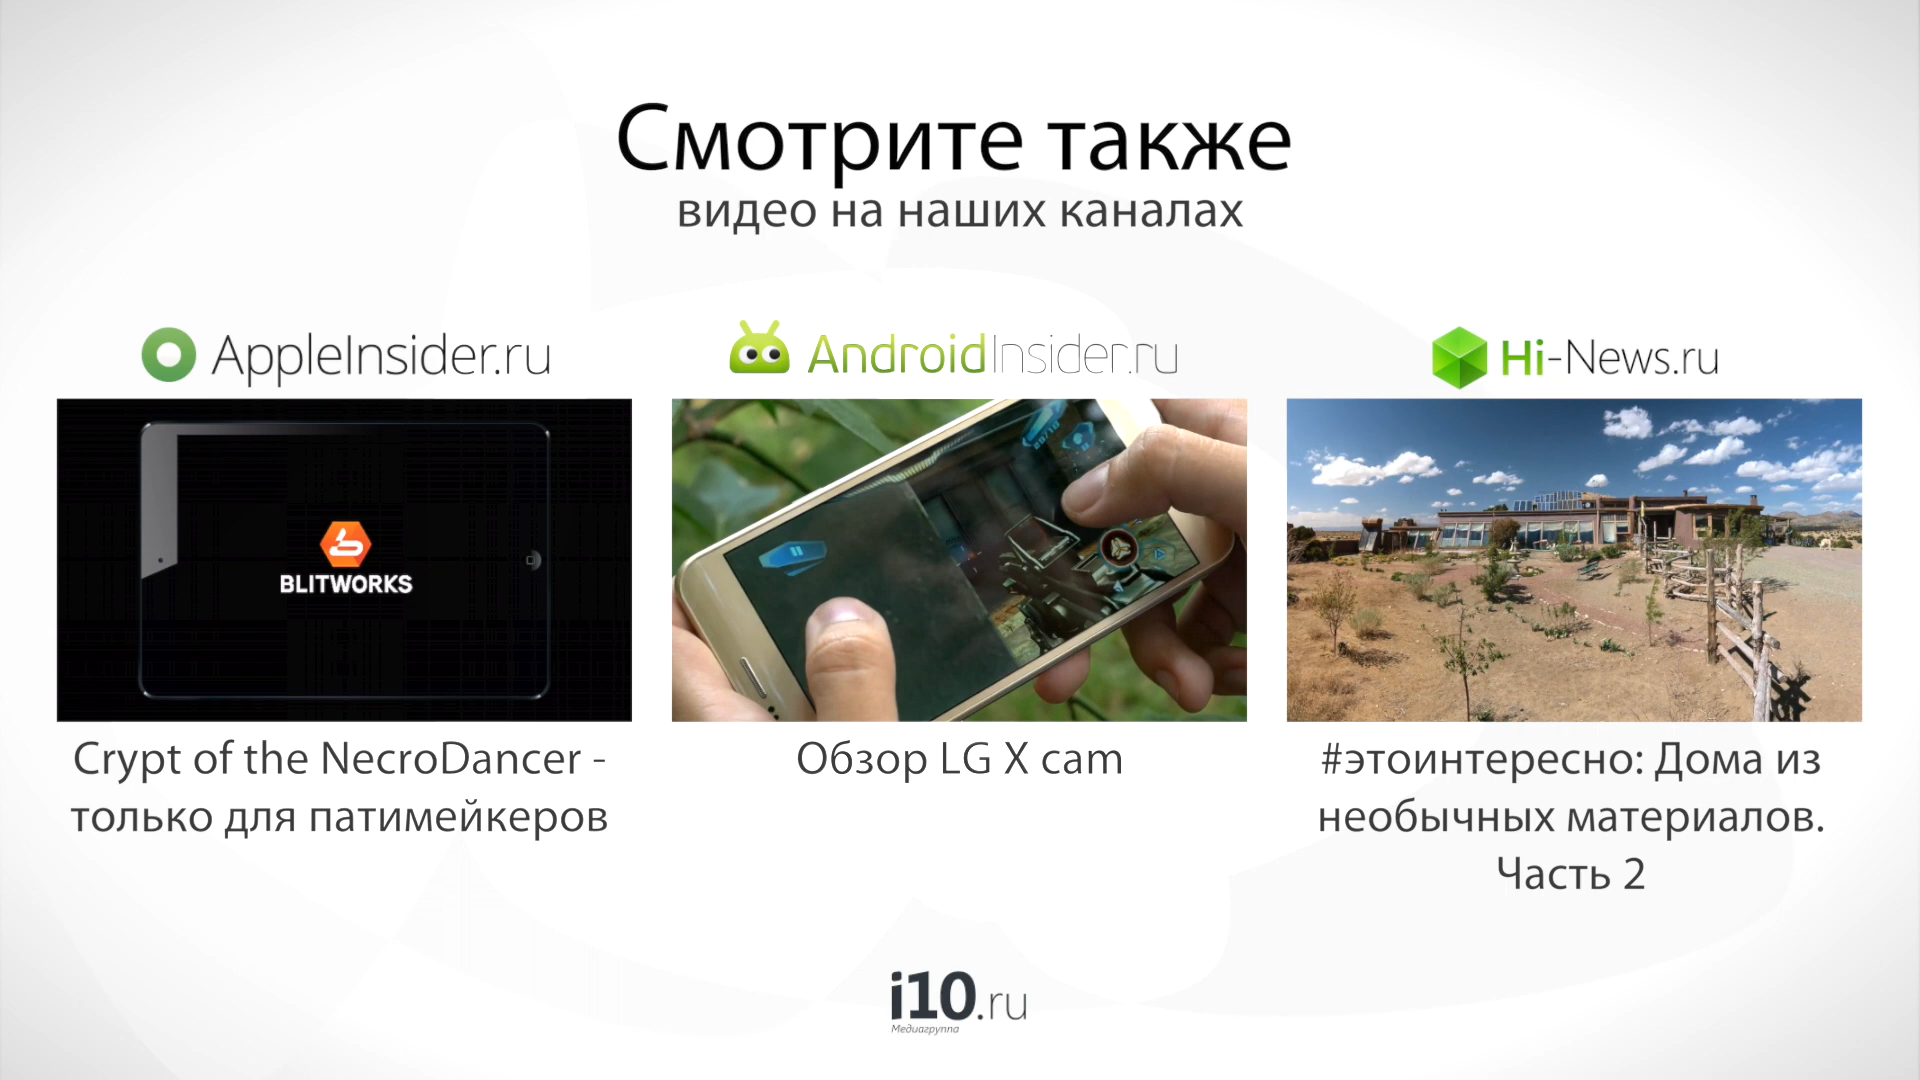 Смотрите также
видео на наших каналах
AppleInsider.ru
AndroidInsider.ru
Hi-News.ru
BLITWORKS
Crypt of the NecroDancer -
только для патимейкеров
Обзор LG X cam
#этоинтересно: Дома из
необычных материалов.
Часть 2
i10.ru
Медиагруппа